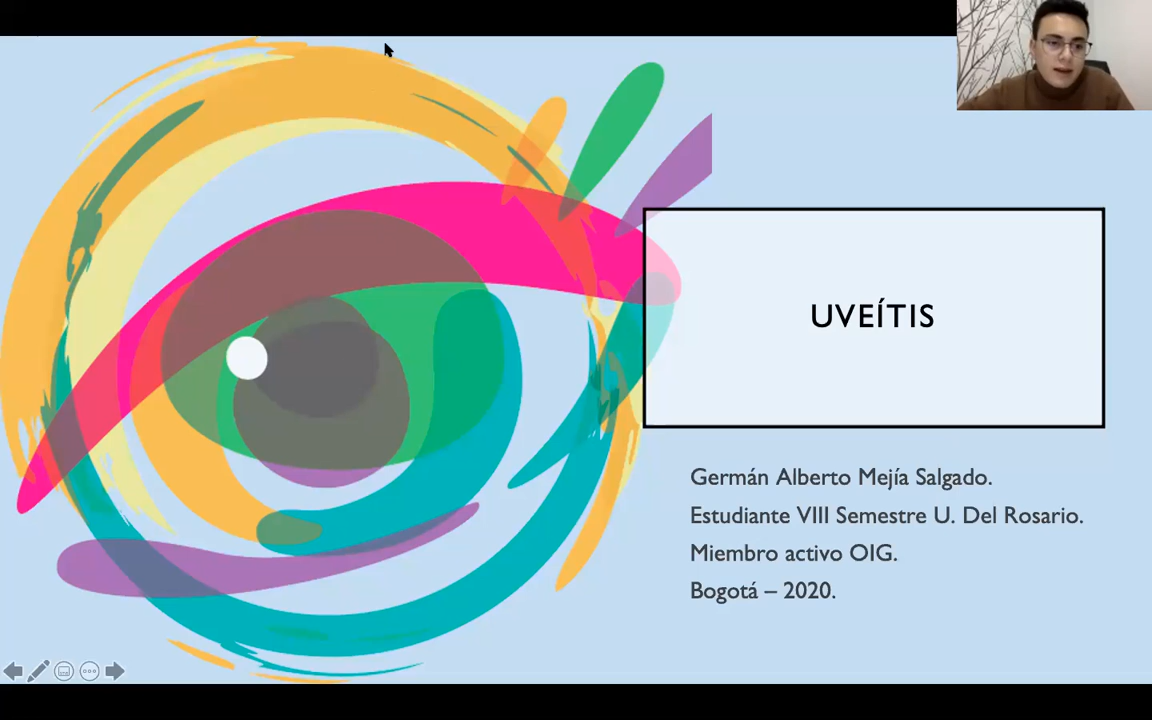 UVEÍTIS
Germán Alberto Mejía Salgado.
Estudiante VIII Semestre U. Del Rosario.
Miembro activo OIG.
Bogotá – 2020.